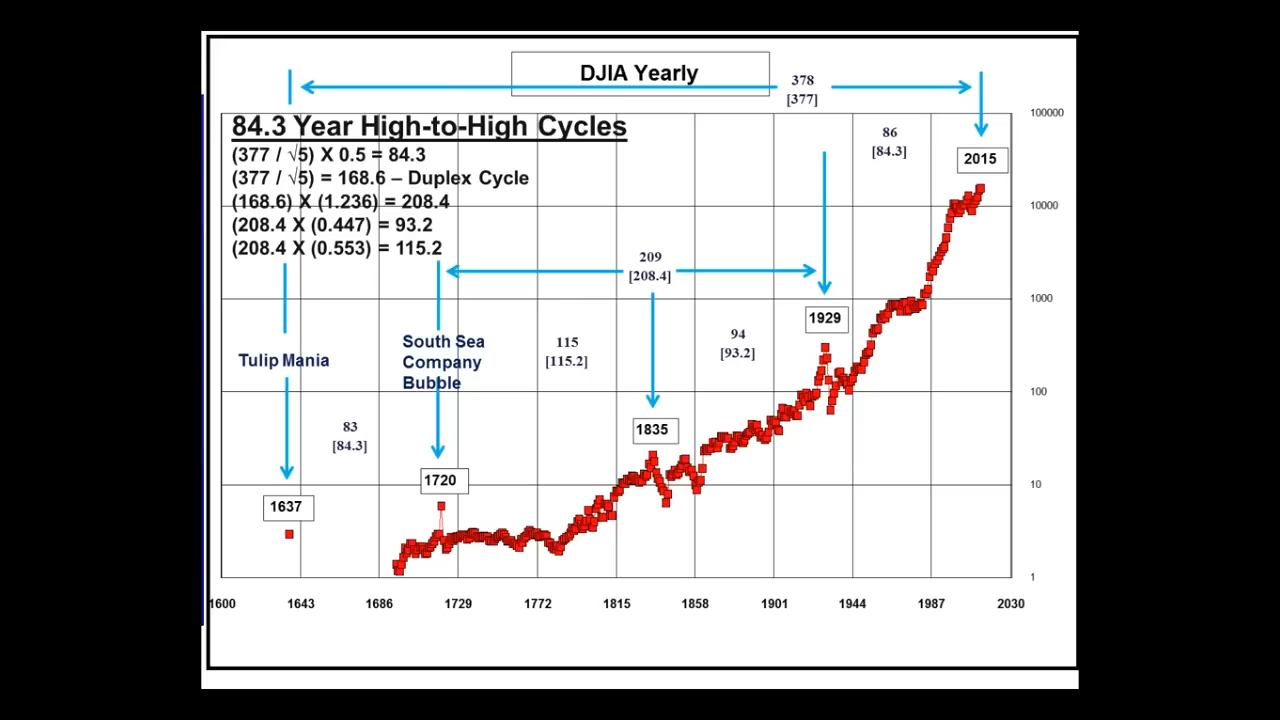 DJIA Yearly
378
[377]
84.3 Year High-to-High Cycles
(377 / √5) X 0.5 = 84.3
(377 / √5) = 168.6 – Duplex Cycle
(168.6) X (1.236) = 208.4
(208.4 X (0.447) = 93.2
(208.4 X (0.553) = 115.2
86
[84.3]
2015
209
[208.4]
1929
Tulip Mania
South Sea
Company
Bubble
115
[115.2]
94
[93.2]
83
[84.3]
1835
1720
1637
100000
10000
1000
100
10
1
1600 1643 1686 1729 1772 1815 1858 1901 1944 1987 2030